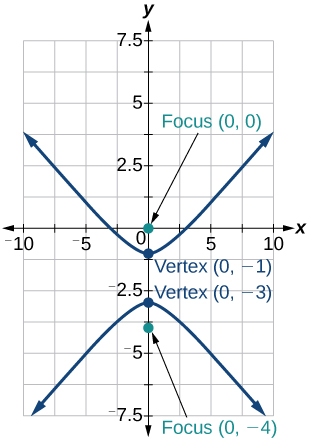 y
7.5
5
Focus (0, 0)
2.5
x
−10 −5 0 5 10
Vertex (0, −1)
−2.5 Vertex (0, −3)
−5
−7.5
Focus (0, −4)